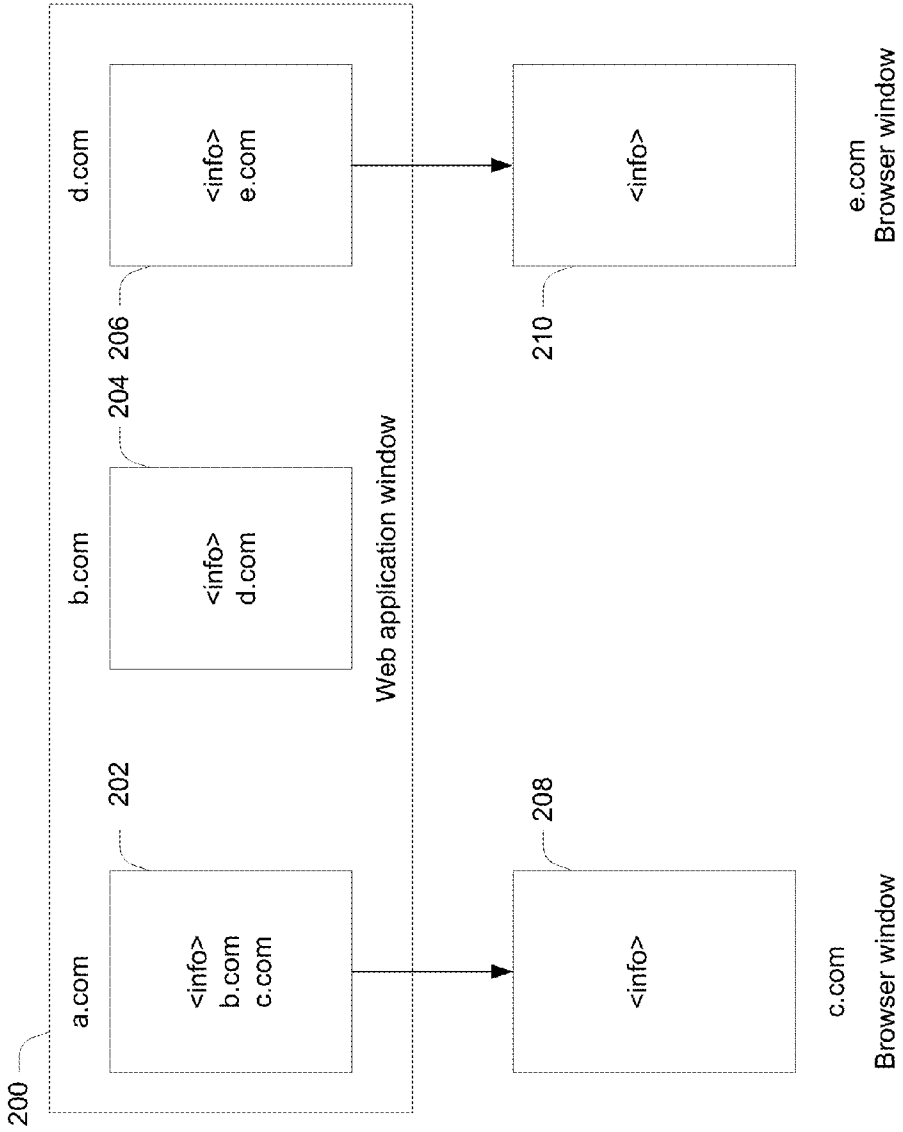 200
a.com
b.com
d.com
<info>
b.com
c.com
202
<info>
d.com
204
<info>
e.com
206
Web application window
<info>
208
<info>
210
c.com
Browser window
e.com
Browser window